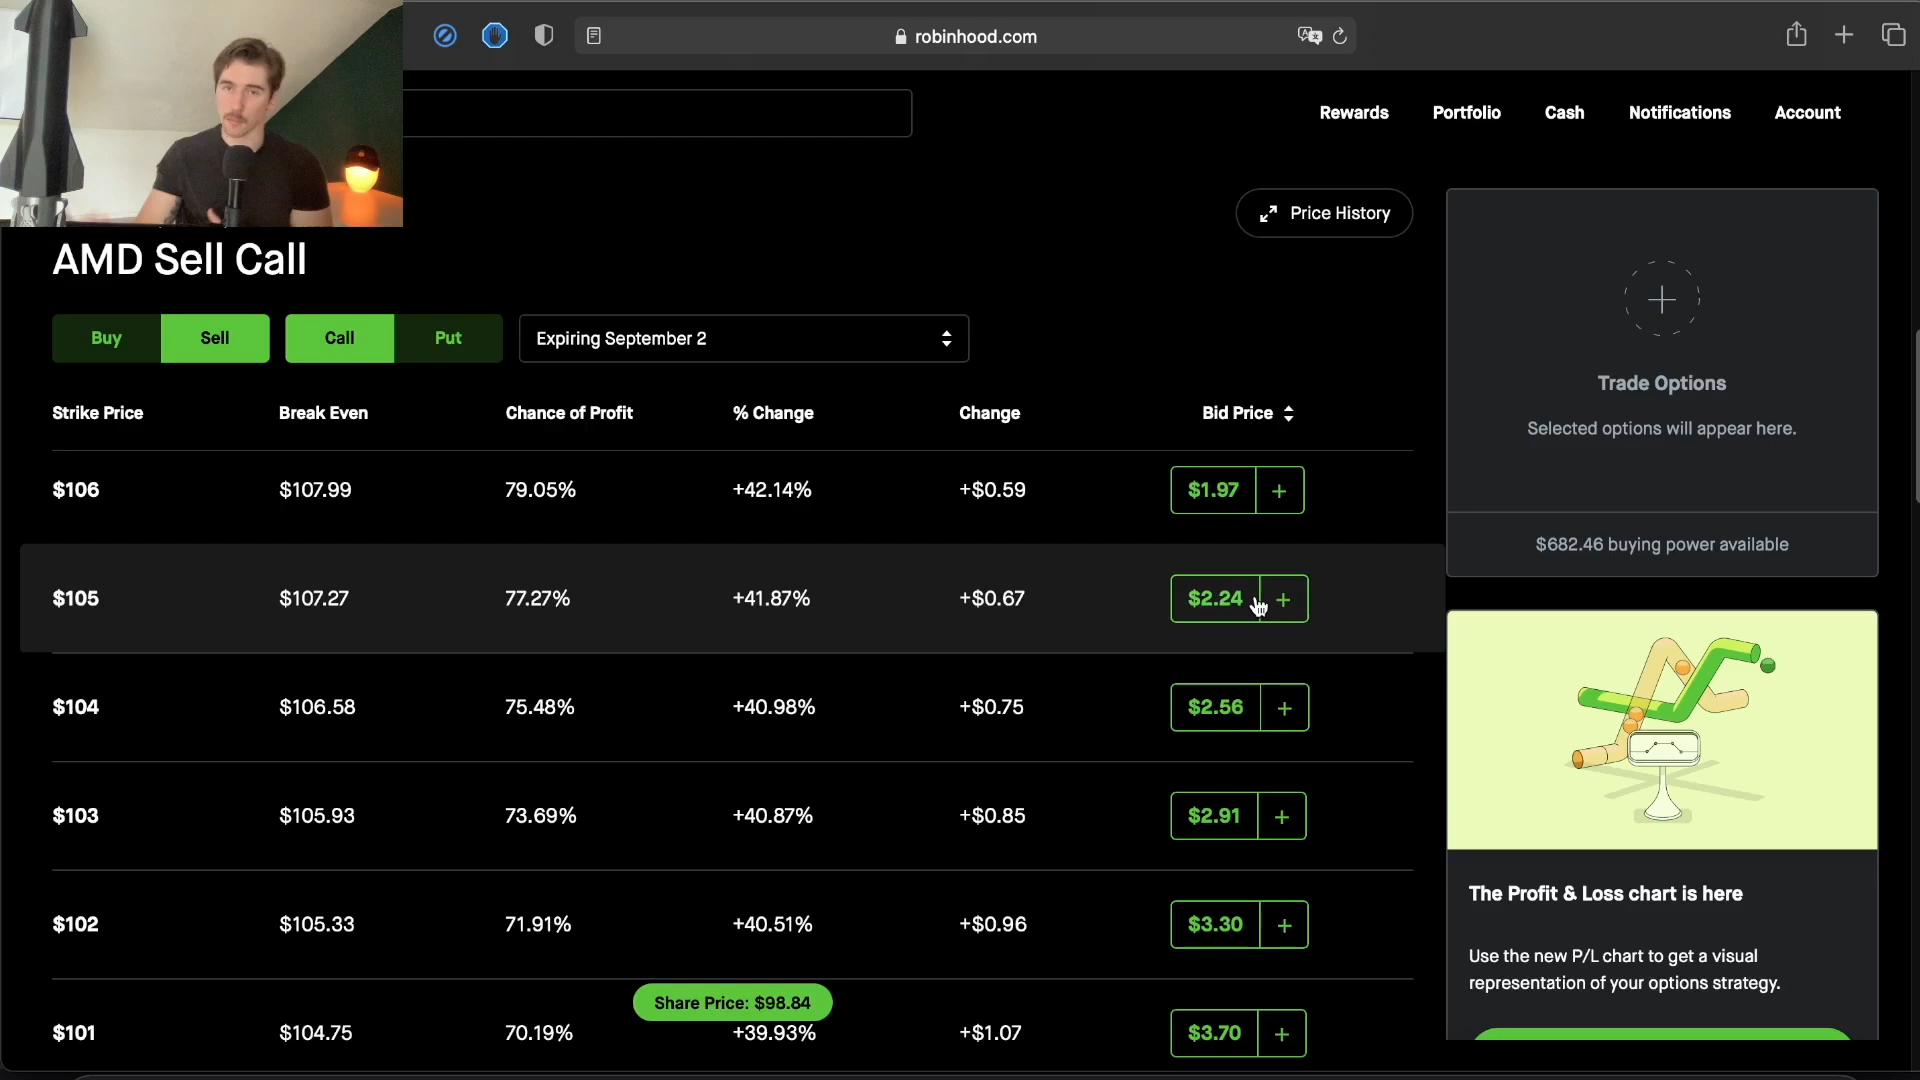 robinhood.com
Rewards Portfolio Cash Notifications Account
Price History
AMD Sell Call
Buy Sell Call Put Expiring September 2
Strike Price Break Even Chance of Profit % Change Change Bid Price
$106 $107.99 79.05% +42.14% +$0.59 $1.97 +
$105 $107.27 77.27% +41.87% +$0.67 $2.24 +
$104 $106.58 75.48% +40.98% +$0.75 $2.56 +
$103 $105.93 73.69% +40.87% +$0.85 $2.91 +
$102 $105.33 71.91% +40.51% +$0.96 $3.30 +
Share Price: $98.84
$101 $104.75 70.19% +39.93% +$1.07 $3.70 +
Trade Options
Selected options will appear here.
$682.46 buying power available
The Profit & Loss chart is here
Use the new P/L chart to get a visual
representation of your options strategy.